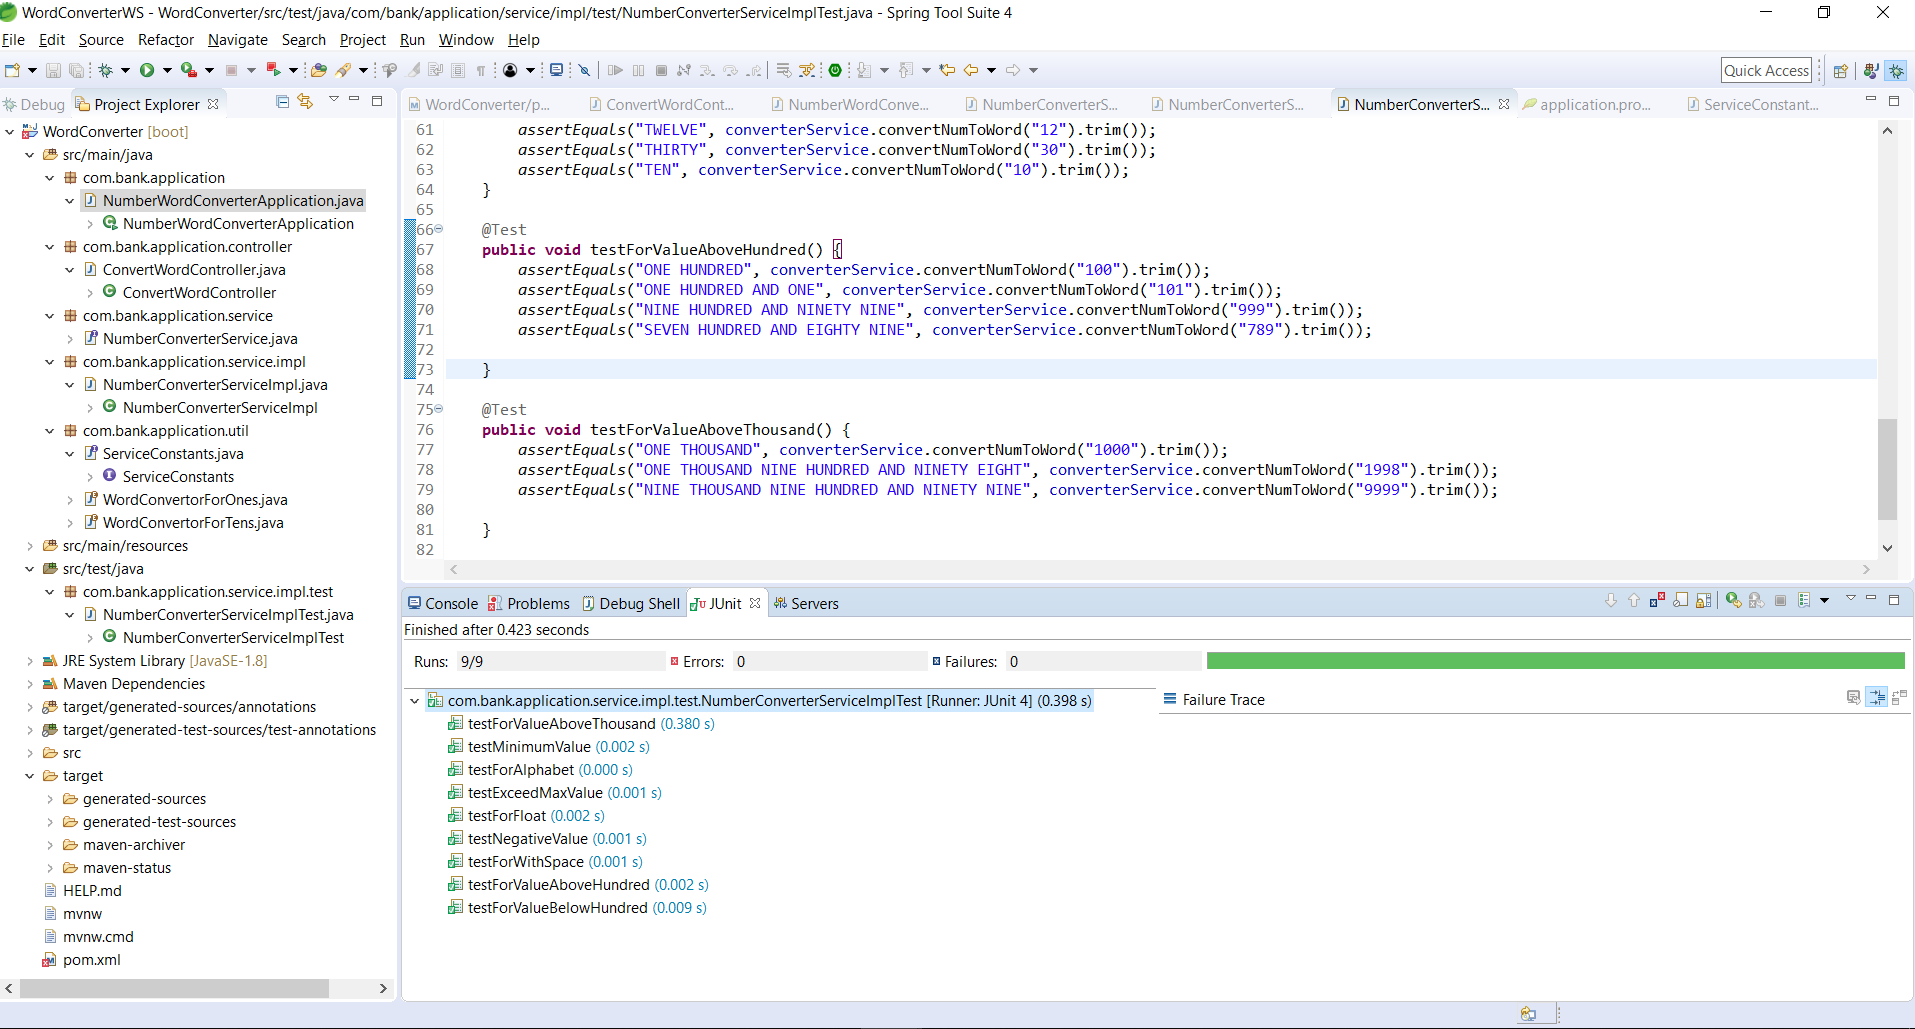 WordConverterWS - WordConverter/src/test/java/com/bank/application/service/impl/test/NumberConverterServiceImplTest.java - Spring Tool Suite 4
File Edit Source Refactor Navigate Search Project Run Window Help
Quick Access
Debug Project Explorer
WordConverter [boot]
src/main/java
com.bank.application
NumberWordConverterApplication.java
NumberWordConverterApplication
com.bank.application.controller
ConvertWordController.java
ConvertWordController
com.bank.application.service
NumberConverterService.java
com.bank.application.service.impl
NumberConverterServiceImpl.java
NumberConverterServiceImpl
com.bank.application.util
ServiceConstants.java
ServiceConstants
WordConvertorForOnes.java
WordConvertorForTens.java
src/main/resources
src/test/java
com.bank.application.service.impl.test
NumberConverterServiceImplTest.java
NumberConverterServiceImplTest
JRE System Library [JavaSE-1.8]
Maven Dependencies
target/generated-sources/annotations
target/generated-test-sources/test-annotations
src
target
generated-sources
generated-test-sources
maven-archiver
maven-status
HELP.md
mvnw
mvnw.cmd
pom.xml
WordConverter/p... ConvertWordCont... NumberWordConve... NumberConverterS... NumberConverterS... NumberConverterS... application.pro... ServiceConstant...
61 assertEquals("TWELVE", converterService.convertNumToWord("12").trim());
62 assertEquals("THIRTY", converterService.convertNumToWord("30").trim());
63 assertEquals("TEN", converterService.convertNumToWord("10").trim());
64 }
65
66 @Test
67 public void testForValueAboveHundred() {
68 assertEquals("ONE HUNDRED", converterService.convertNumToWord("100").trim());
69 assertEquals("ONE HUNDRED AND ONE", converterService.convertNumToWord("101").trim());
70 assertEquals("NINE HUNDRED AND NINETY NINE", converterService.convertNumToWord("999").trim());
71 assertEquals("SEVEN HUNDRED AND EIGHTY NINE", converterService.convertNumToWord("789").trim());
72
73 }
74
75 @Test
76 public void testForValueAboveThousand() {
77 assertEquals("ONE THOUSAND", converterService.convertNumToWord("1000").trim());
78 assertEquals("ONE THOUSAND NINE HUNDRED AND NINETY EIGHT", converterService.convertNumToWord("1998").trim());
79 assertEquals("NINE THOUSAND NINE HUNDRED AND NINETY NINE", converterService.convertNumToWord("9999").trim());
80
81 }
82
Console Problems Debug Shell JUnit Servers
Finished after 0.423 seconds
Runs: 9/9 Errors: 0 Failures: 0
com.bank.application.service.impl.test.NumberConverterServiceImplTest [Runner: JUnit 4] (0.398 s)
testForValueAboveThousand (0.380 s)
testMinimumValue (0.002 s)
testForAlphabet (0.000 s)
testExceedMaxValue (0.001 s)
testForFloat (0.002 s)
testNegativeValue (0.001 s)
testForWithSpace (0.001 s)
testForValueAboveHundred (0.002 s)
testForValueBelowHundred (0.009 s)
Failure Trace